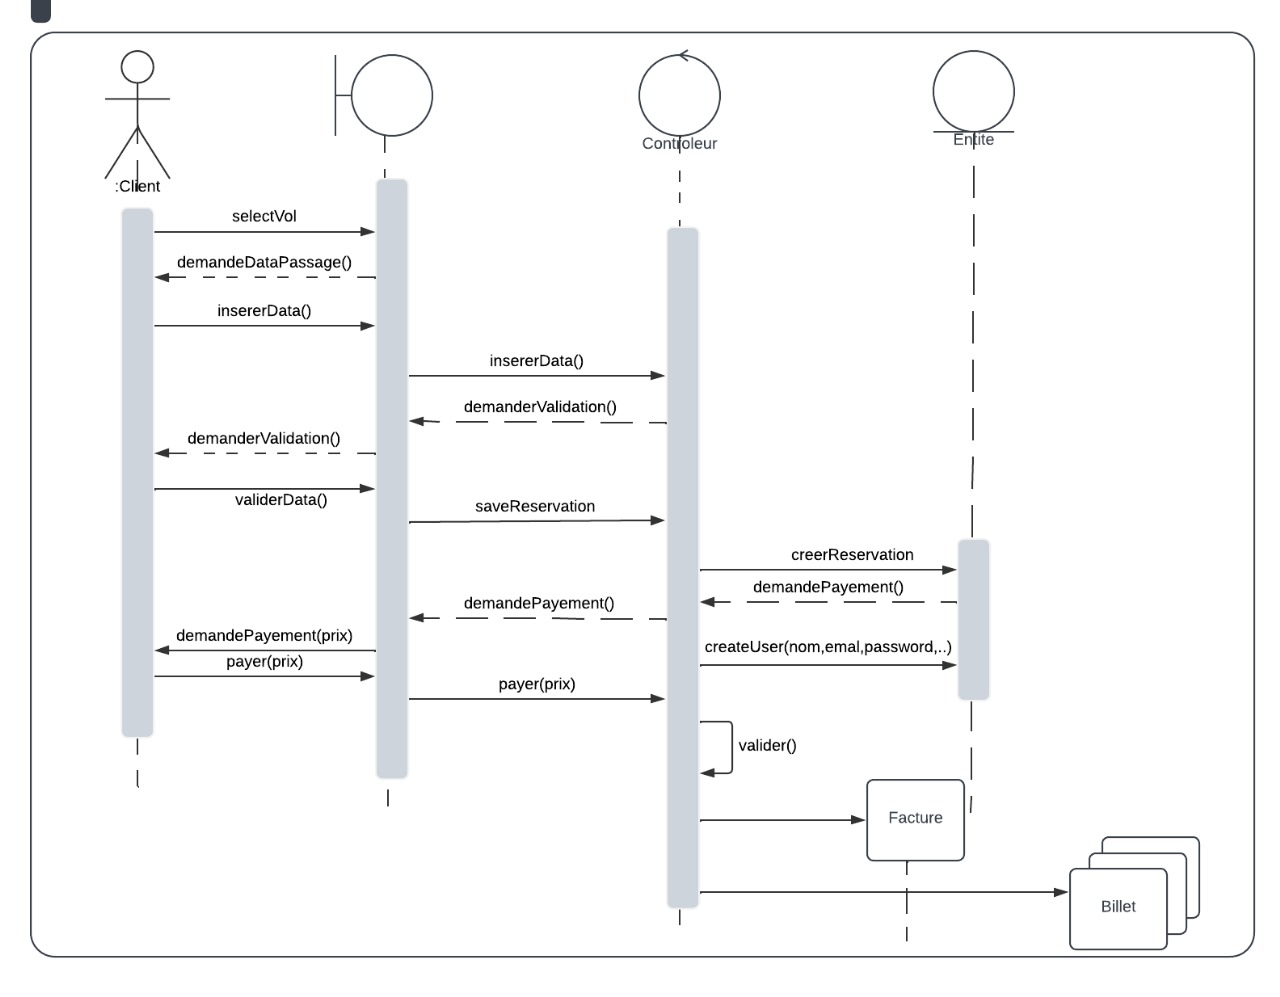 Controleur
Entite
:Client
selectVol
demandeDataPassage()
insererData()
insererData()
demanderValidation()
demanderValidation()
validerData()
saveReservation
creerReservation
demandePayement()
demandePayement()
demandePayement(prix)
createUser(nom,emal,password,..)
payer(prix)
payer(prix)
valider()
Facture
Billet